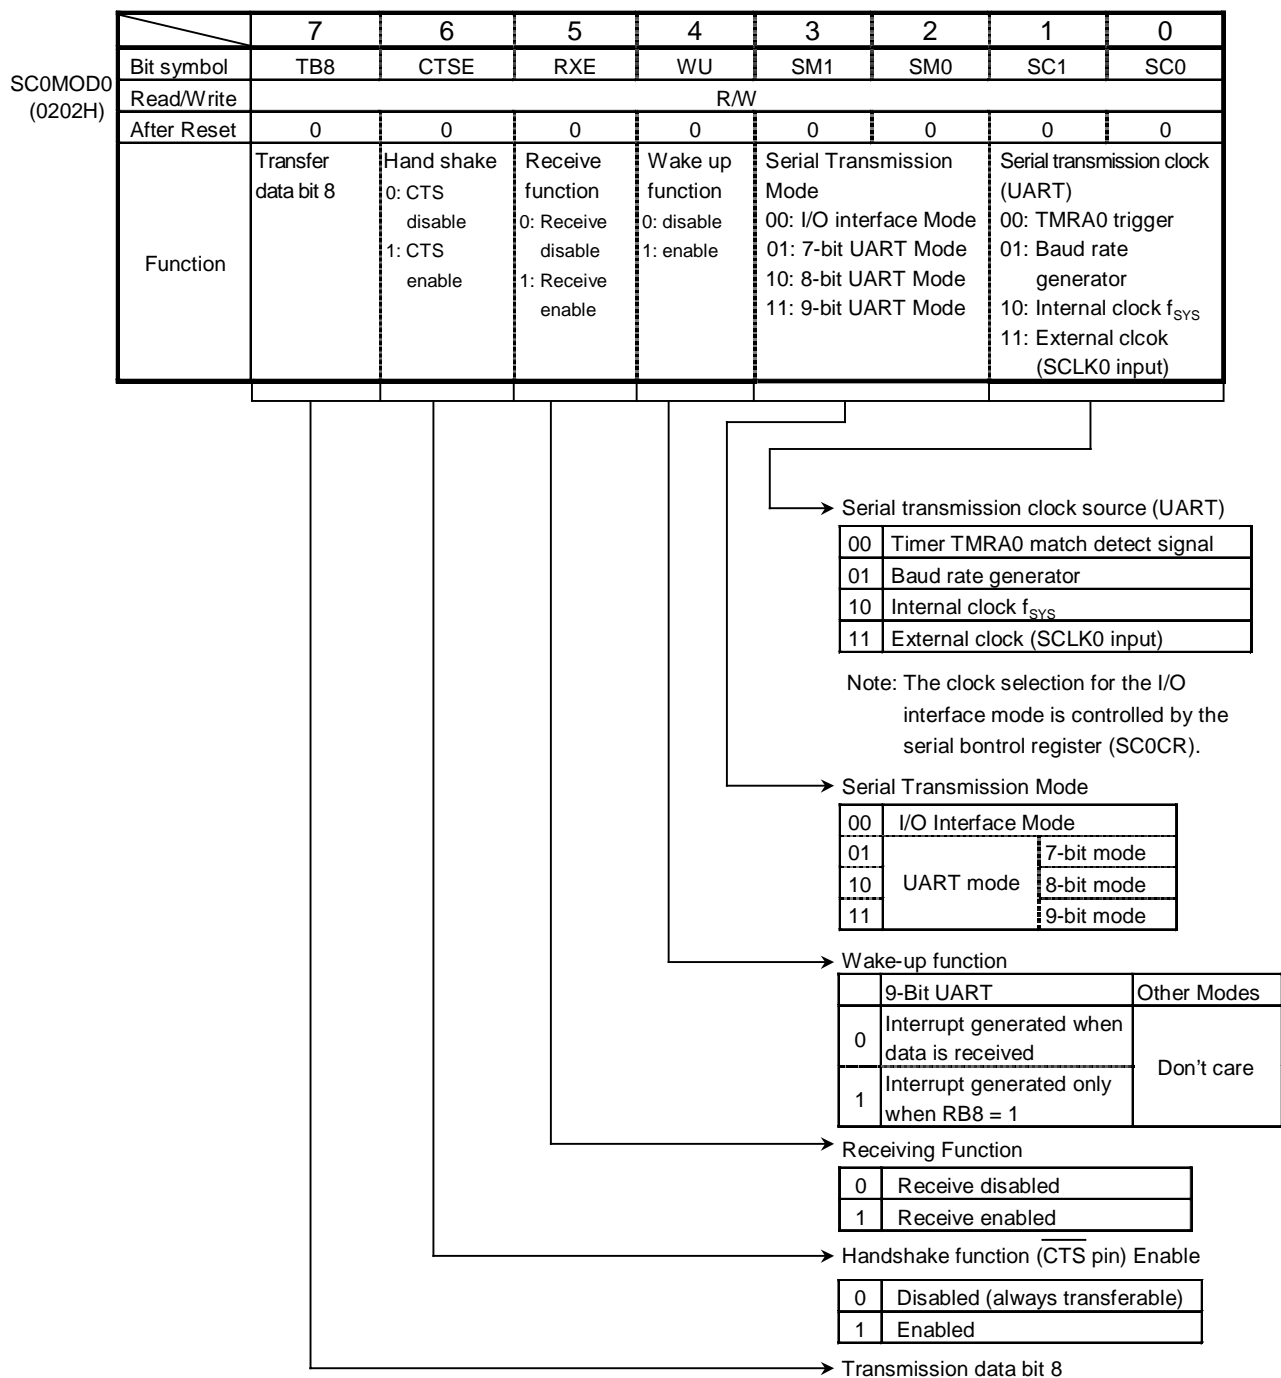 7 6 5 4 3 2 1 0
SC0MOD0
(0202H)
Bit symbol TB8 CTSE RXE WU SM1 SM0 SC1 SC0
Read/Write R/W
After Reset 0 0 0 0 0 0 0 0
Function
Transfer
data bit 8
Hand shake
0: CTS
disable
1: CTS
enable
Receive
function
0: Receive
disable
1: Receive
enable
Wake up
function
0: disable
1: enable
Serial Transmission
Mode
00: I/O interface Mode
01: 7-bit UART Mode
10: 8-bit UART Mode
11: 9-bit UART Mode
Serial transmission clock
(UART)
00: TMRA0 trigger
01: Baud rate
generator
10: Internal clock fSYS
11: External clcok
(SCLK0 input)
Serial transmission clock source (UART)
00 Timer TMRA0 match detect signal
01 Baud rate generator
10 Internal clock fSYS
11 External clock (SCLK0 input)
Note: The clock selection for the I/O
interface mode is controlled by the
serial bontrol register (SC0CR).
Serial Transmission Mode
00 I/O Interface Mode
01 UART mode 7-bit mode
10 8-bit mode
11 9-bit mode
Wake-up function
9-Bit UART Other Modes
0 Interrupt generated when
data is received
Don't care
1 Interrupt generated only
when RB8 = 1
Receiving Function
0 Receive disabled
1 Receive enabled
Handshake function (CTS pin) Enable
0 Disabled (always transferable)
1 Enabled
Transmission data bit 8